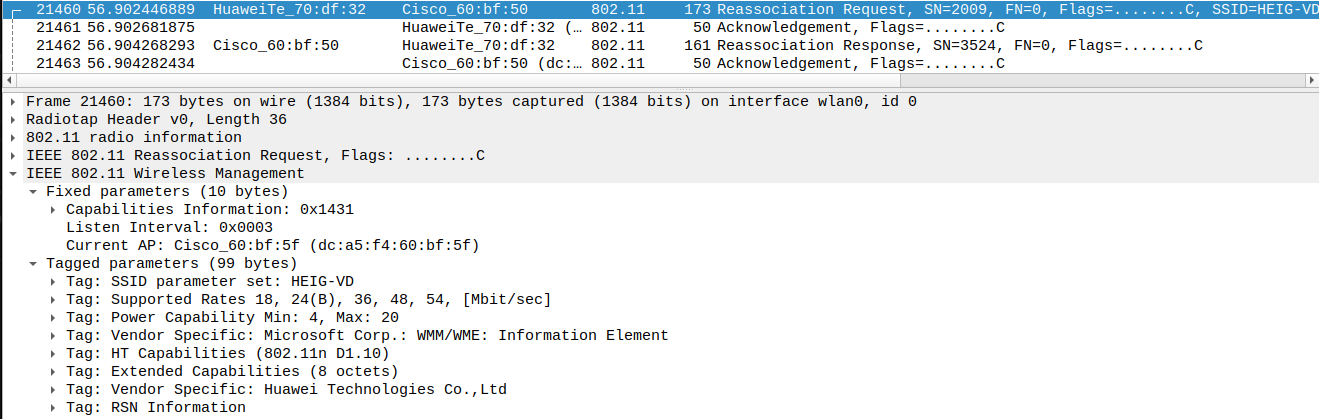 21460 56.902446889 HuaweiTe_70:df:32 Cisco_60:bf:50 802.11 173 Reassociation Request, SN=2009, FN=0, Flags=........C, SSID=HEIG-VD
21461 56.902681875 HuaweiTe_70:df:32 (… 802.11 50 Acknowledgement, Flags=........C
21462 56.904268293 Cisco_60:bf:50 HuaweiTe_70:df:32 802.11 161 Reassociation Response, SN=3524, FN=0, Flags=........C
21463 56.904282434 Cisco_60:bf:50 (dc:… 802.11 50 Acknowledgement, Flags=........C
Frame 21460: 173 bytes on wire (1384 bits), 173 bytes captured (1384 bits) on interface wlan0, id 0
Radiotap Header v0, Length 36
802.11 radio information
IEEE 802.11 Reassociation Request, Flags: ........C
IEEE 802.11 Wireless Management
Fixed parameters (10 bytes)
Capabilities Information: 0x1431
Listen Interval: 0x0003
Current AP: Cisco_60:bf:5f (dc:a5:f4:60:bf:5f)
Tagged parameters (99 bytes)
Tag: SSID parameter set: HEIG-VD
Tag: Supported Rates 18, 24(B), 36, 48, 54, [Mbit/sec]
Tag: Power Capability Min: 4, Max: 20
Tag: Vendor Specific: Microsoft Corp.: WMM/WME: Information Element
Tag: HT Capabilities (802.11n D1.10)
Tag: Extended Capabilities (8 octets)
Tag: Vendor Specific: Huawei Technologies Co.,Ltd
Tag: RSN Information